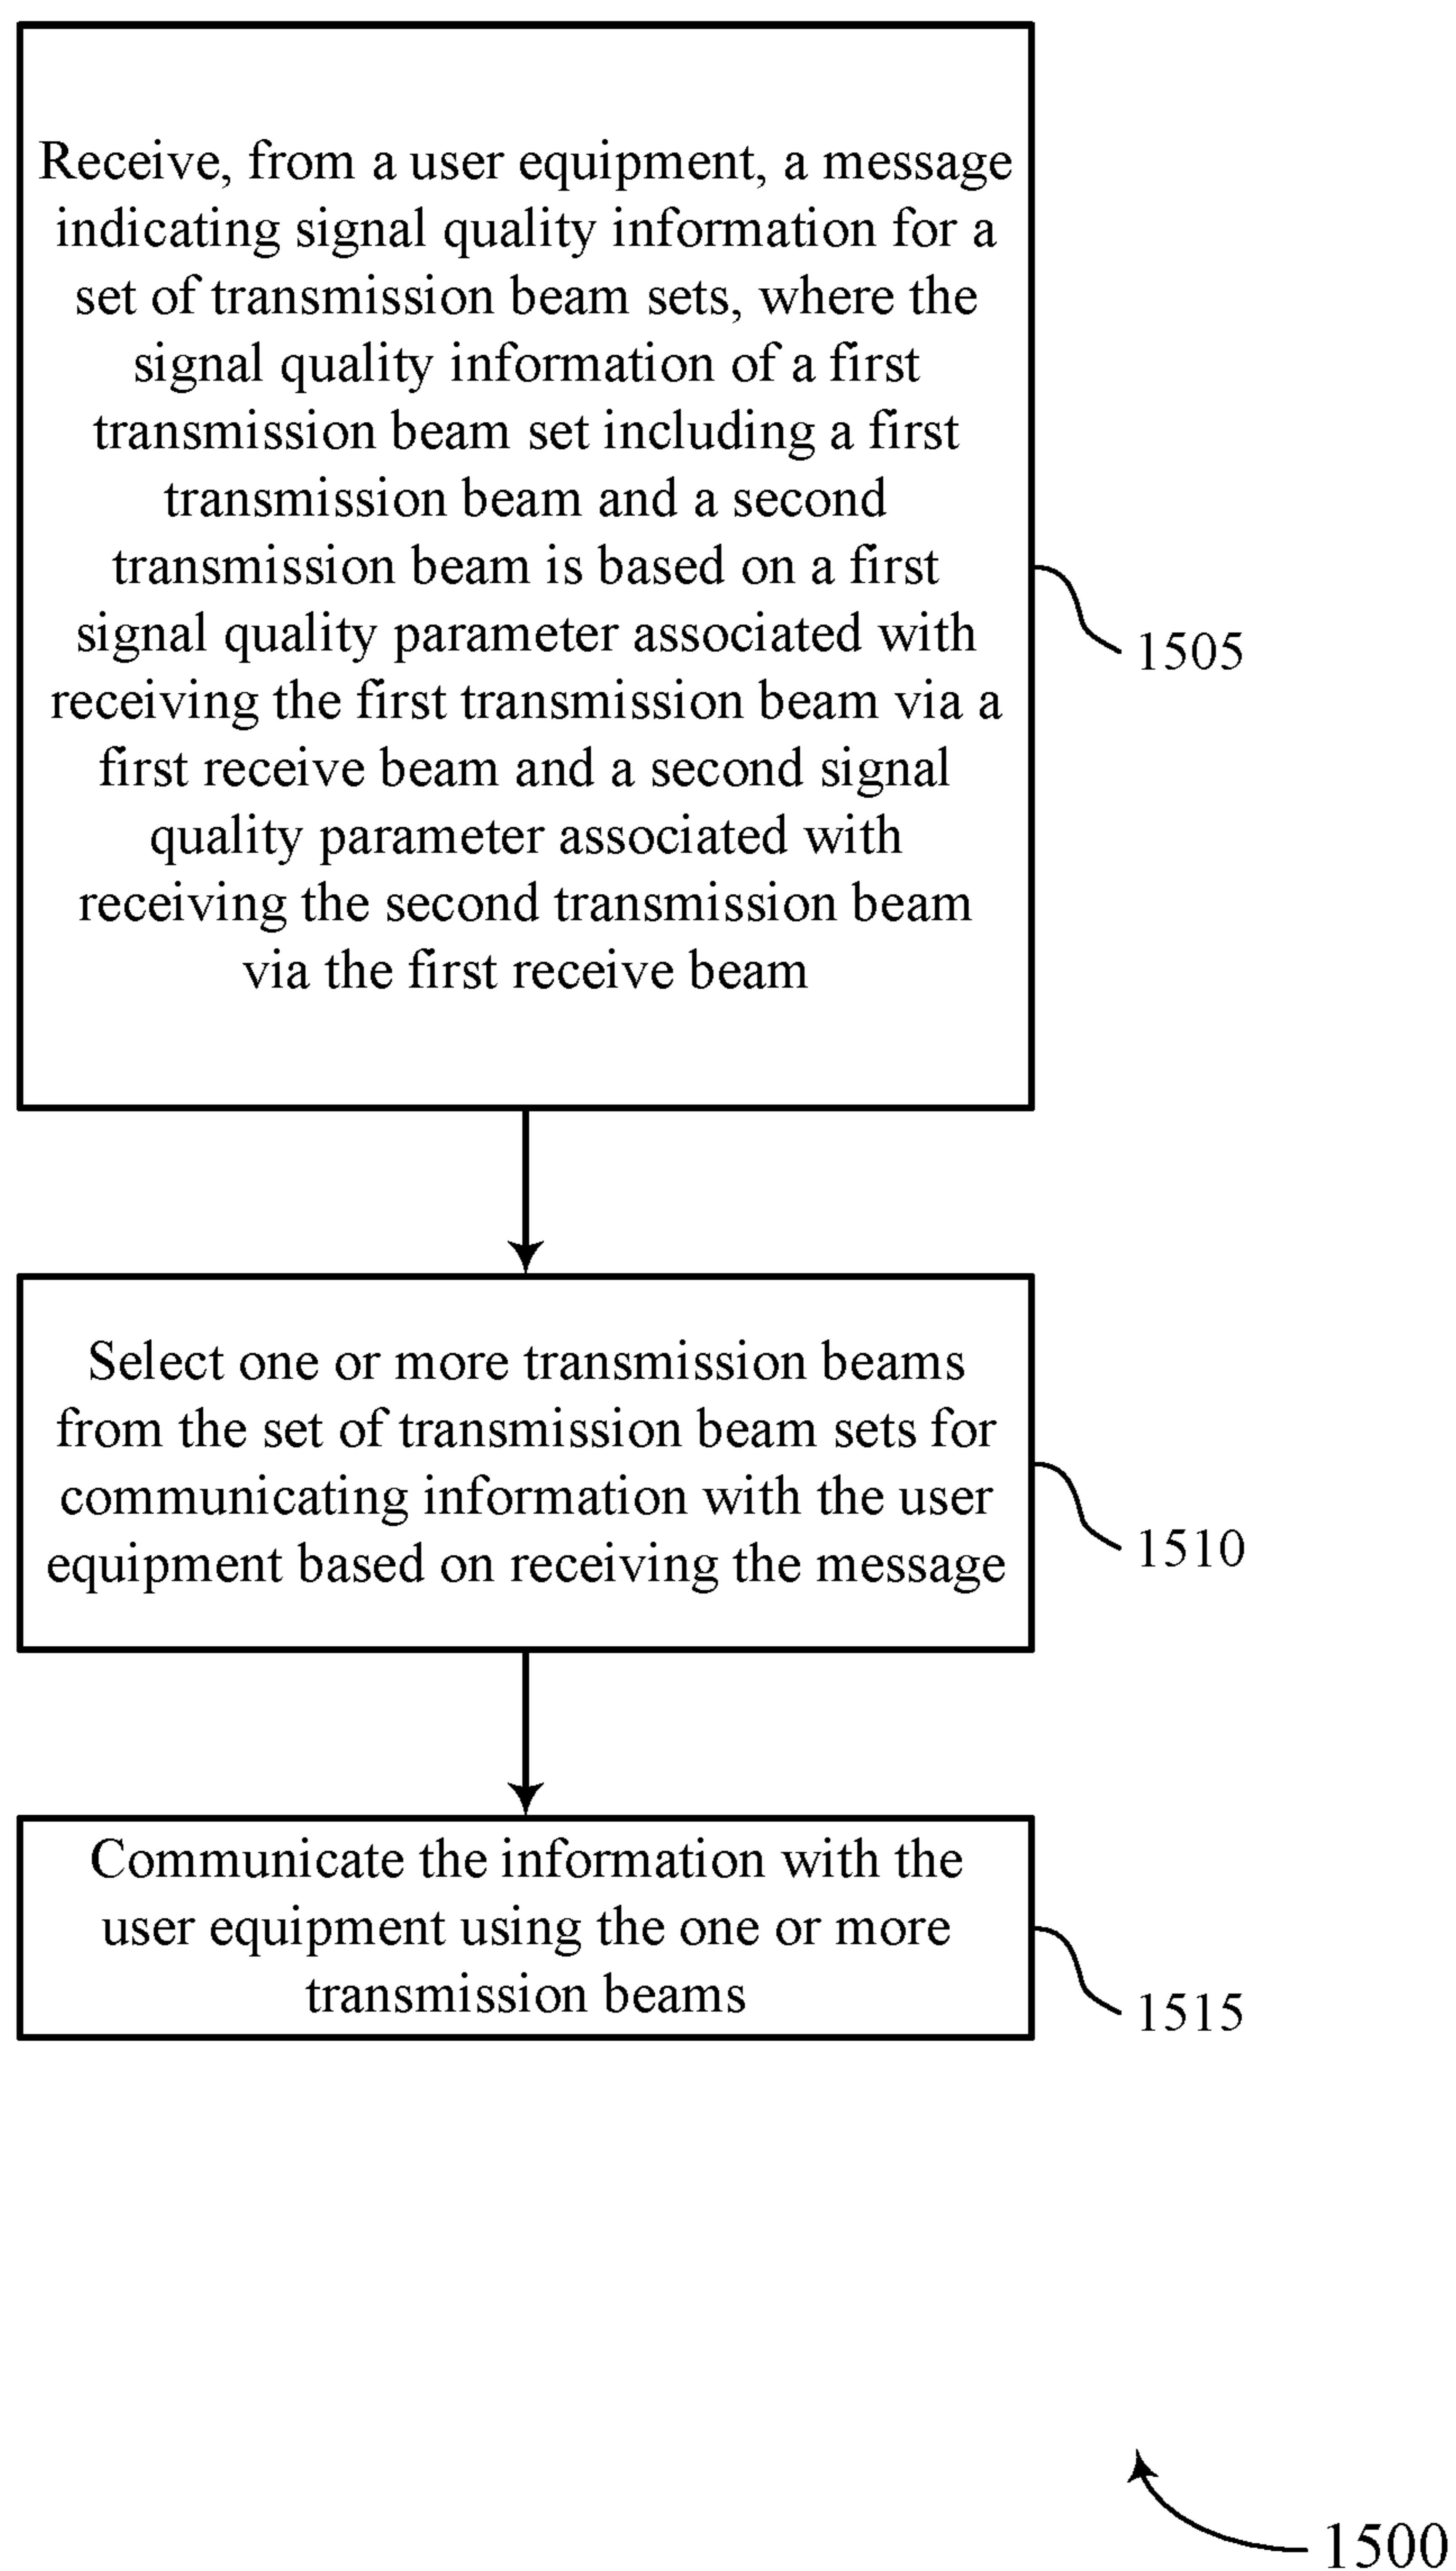 Receive, from a user equipment, a message
indicating signal quality information for a
set of transmission beam sets, where the
signal quality information of a first
transmission beam set including a first
transmission beam and a second
transmission beam is based on a first
signal quality parameter associated with
receiving the first transmission beam via a
first receive beam and a second signal
quality parameter associated with
receiving the second transmission beam
via the first receive beam
1505
Select one or more transmission beams
from the set of transmission beam sets for
communicating information with the user
equipment based on receiving the message
1510
Communicate the information with the
user equipment using the one or more
transmission beams
1515
1500